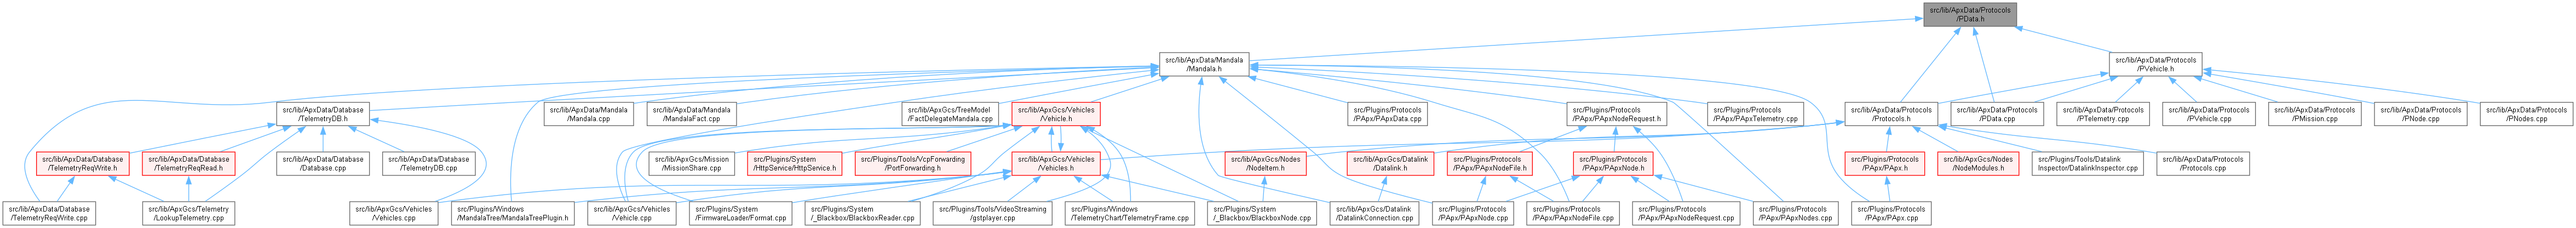 src/lib/ApxData/Protocols
/PData.h
src/lib/ApxData/Mandala
/Mandala.h
src/lib/ApxData/Protocols
/PVehicle.h
src/lib/ApxData/Database
/TelemetryDB.h
src/lib/ApxData/Mandala
/Mandala.cpp
src/lib/ApxData/Mandala
/MandalaFact.cpp
src/lib/ApxGcs/TreeModel
/FactDelegateMandala.cpp
src/lib/ApxGcs/Vehicles
/Vehicle.h
src/Plugins/Protocols
/PApx/PApxData.cpp
src/Plugins/Protocols
/PApx/PApxNodeRequest.h
src/Plugins/Protocols
/PApx/PApxTelemetry.cpp
src/lib/ApxData/Protocols
/Protocols.h
src/lib/ApxData/Protocols
/PData.cpp
src/lib/ApxData/Protocols
/PTelemetry.cpp
src/lib/ApxData/Protocols
/PVehicle.cpp
src/lib/ApxData/Protocols
/PMission.cpp
src/lib/ApxData/Protocols
/PNode.cpp
src/lib/ApxData/Protocols
/PNodes.cpp
src/lib/ApxData/Database
/TelemetryReqWrite.h
src/lib/ApxData/Database
/TelemetryReqRead.h
src/lib/ApxData/Database
/Database.cpp
src/lib/ApxData/Database
/TelemetryDB.cpp
src/lib/ApxGcs/Mission
/MissionShare.cpp
src/Plugins/System
/HttpService/HttpService.h
src/Plugins/Tools/VcpForwarding
/PortForwarding.h
src/lib/ApxGcs/Vehicles
/Vehicles.h
src/lib/ApxGcs/Nodes
/NodeItem.h
src/lib/ApxGcs/Datalink
/Datalink.h
src/Plugins/Protocols
/PApx/PApxNodeFile.h
src/Plugins/Protocols
/PApx/PApxNode.h
src/Plugins/Protocols
/PApx/PApx.h
src/lib/ApxGcs/Nodes
/NodeModules.h
src/Plugins/Tools/Datalink
Inspector/DatalinkInspector.cpp
src/lib/ApxData/Protocols
/Protocols.cpp
src/lib/ApxData/Database
/TelemetryReqWrite.cpp
src/lib/ApxGcs/Telemetry
/LookupTelemetry.cpp
src/lib/ApxGcs/Vehicles
/Vehicles.cpp
src/Plugins/Windows
/MandalaTree/MandalaTreePlugin.h
src/lib/ApxGcs/Vehicles
/Vehicle.cpp
src/Plugins/System
/FirmwareLoader/Format.cpp
src/Plugins/System
/_Blackbox/BlackboxReader.cpp
src/Plugins/Tools/VideoStreaming
/gstplayer.cpp
src/Plugins/Windows
/TelemetryChart/TelemetryFrame.cpp
src/Plugins/System
/_Blackbox/BlackboxNode.cpp
src/lib/ApxGcs/Datalink
/DatalinkConnection.cpp
src/Plugins/Protocols
/PApx/PApxNode.cpp
src/Plugins/Protocols
/PApx/PApxNodeFile.cpp
src/Plugins/Protocols
/PApx/PApxNodeRequest.cpp
src/Plugins/Protocols
/PApx/PApxNodes.cpp
src/Plugins/Protocols
/PApx/PApx.cpp